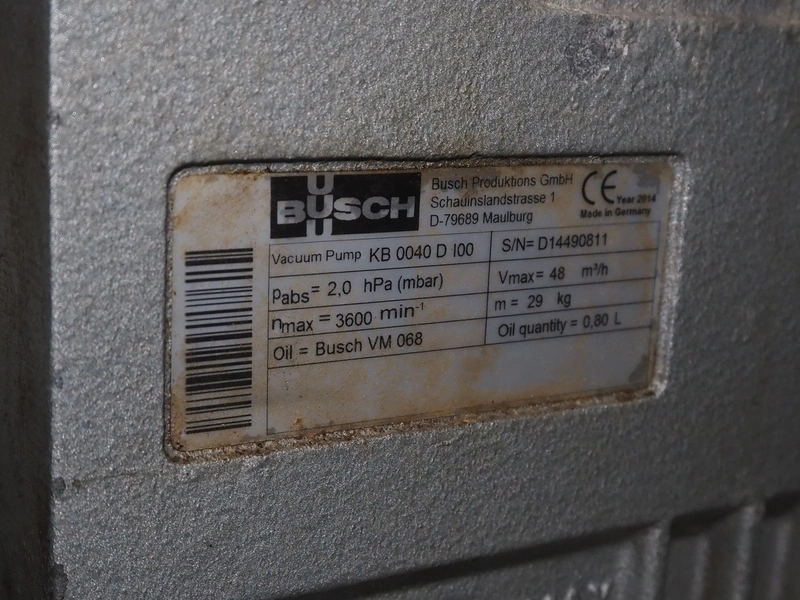 BUSCH
Busch Produktions GmbH
Schauinslandstrasse 1
D-79689 Maulburg
CE Year 2014
Made in Germany
Vacuum Pump KB 0040 D I00
S/N= D14490811
pabs= 2,0 hPa (mbar)
Vmax= 48 m³/h
nmax = 3600 min⁻¹
m = 29 kg
Oil = Busch VM 068
Oil quantity = 0,80 L